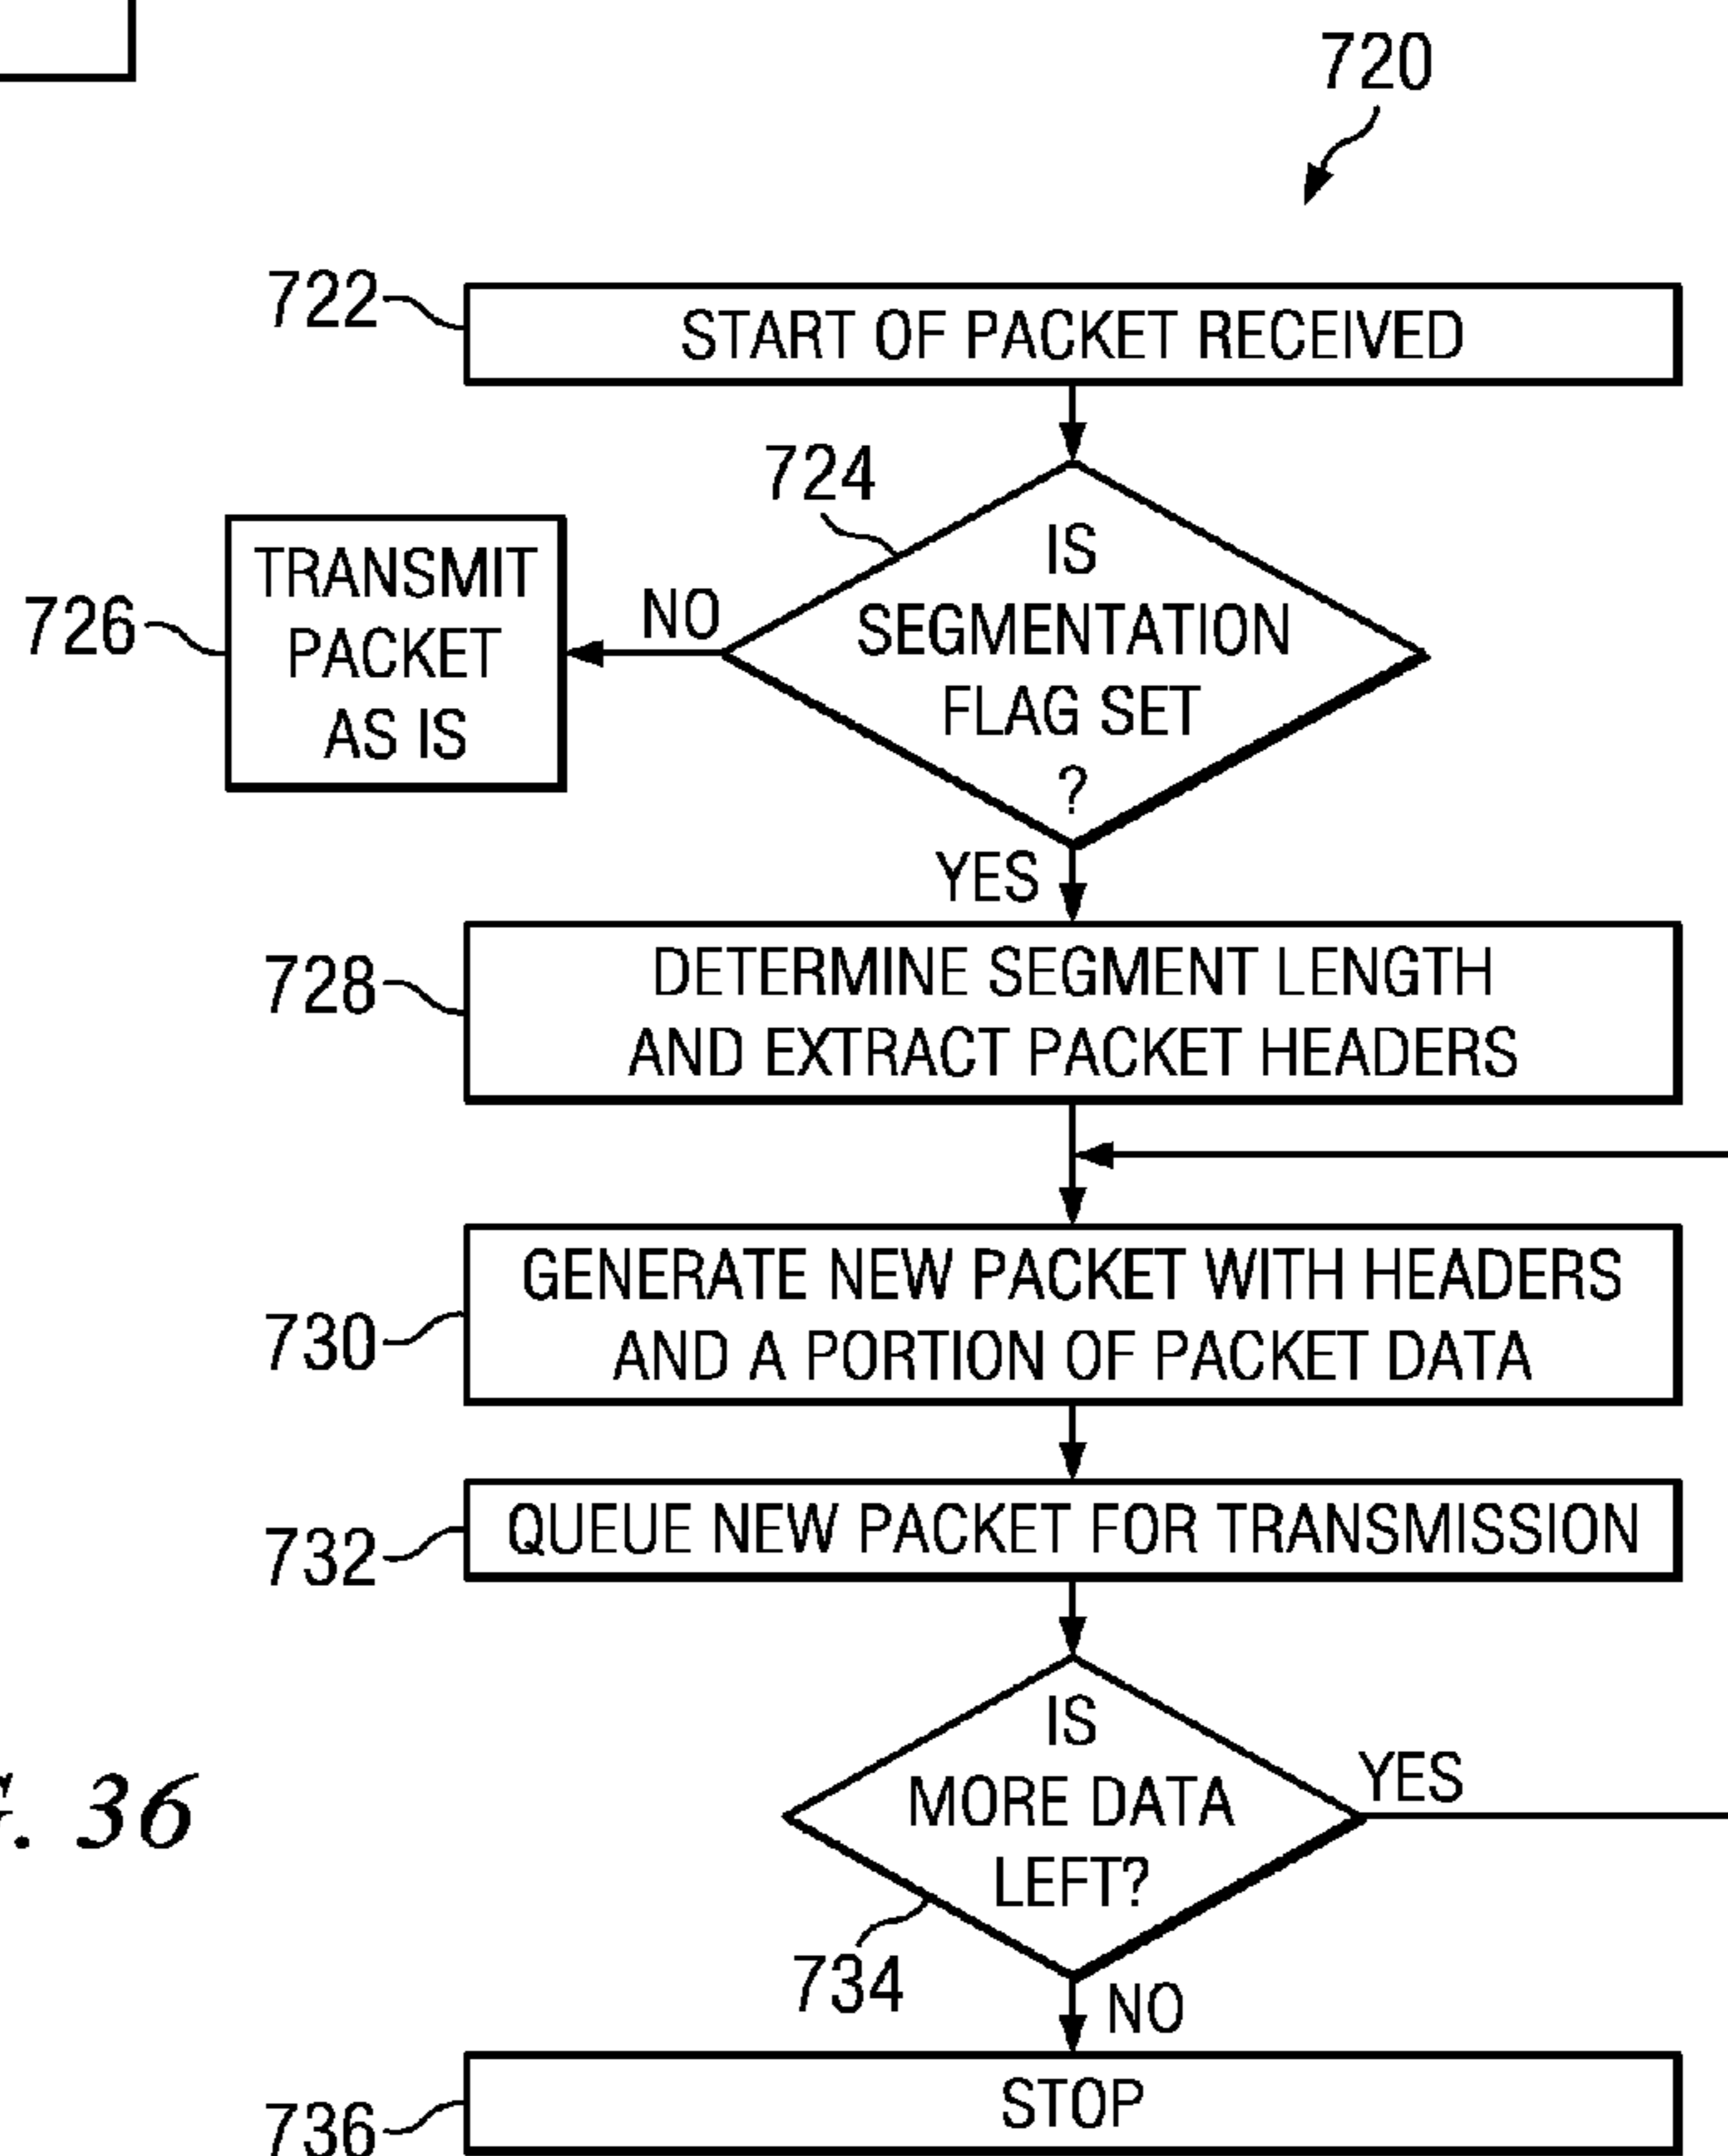 720
722
START OF PACKET RECEIVED
724
IS
SEGMENTATION
FLAG SET
?
NO
726
TRANSMIT
PACKET
AS IS
YES
728
DETERMINE SEGMENT LENGTH
AND EXTRACT PACKET HEADERS
730
GENERATE NEW PACKET WITH HEADERS
AND A PORTION OF PACKET DATA
732
QUEUE NEW PACKET FOR TRANSMISSION
IS
MORE DATA
LEFT?
YES
36
734
NO
736
STOP